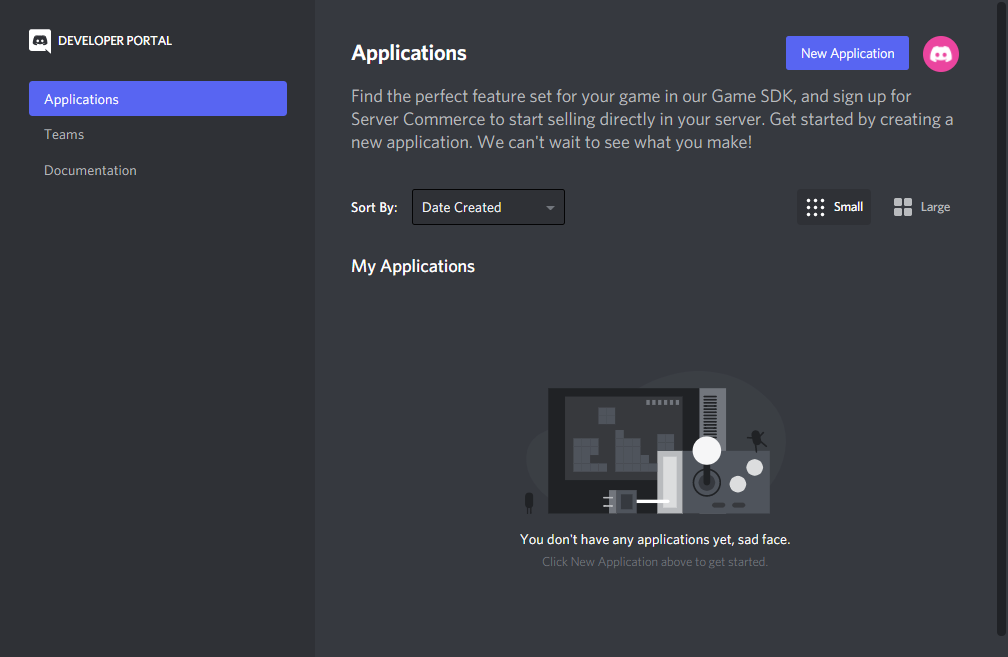 DEVELOPER PORTAL
Applications
Teams
Documentation
Applications
New Application
Find the perfect feature set for your game in our Game SDK, and sign up for
Server Commerce to start selling directly in your server. Get started by creating a
new application. We can't wait to see what you make!
Sort By:
Date Created
Small
Large
My Applications
You don't have any applications yet, sad face.
Click New Application above to get started.